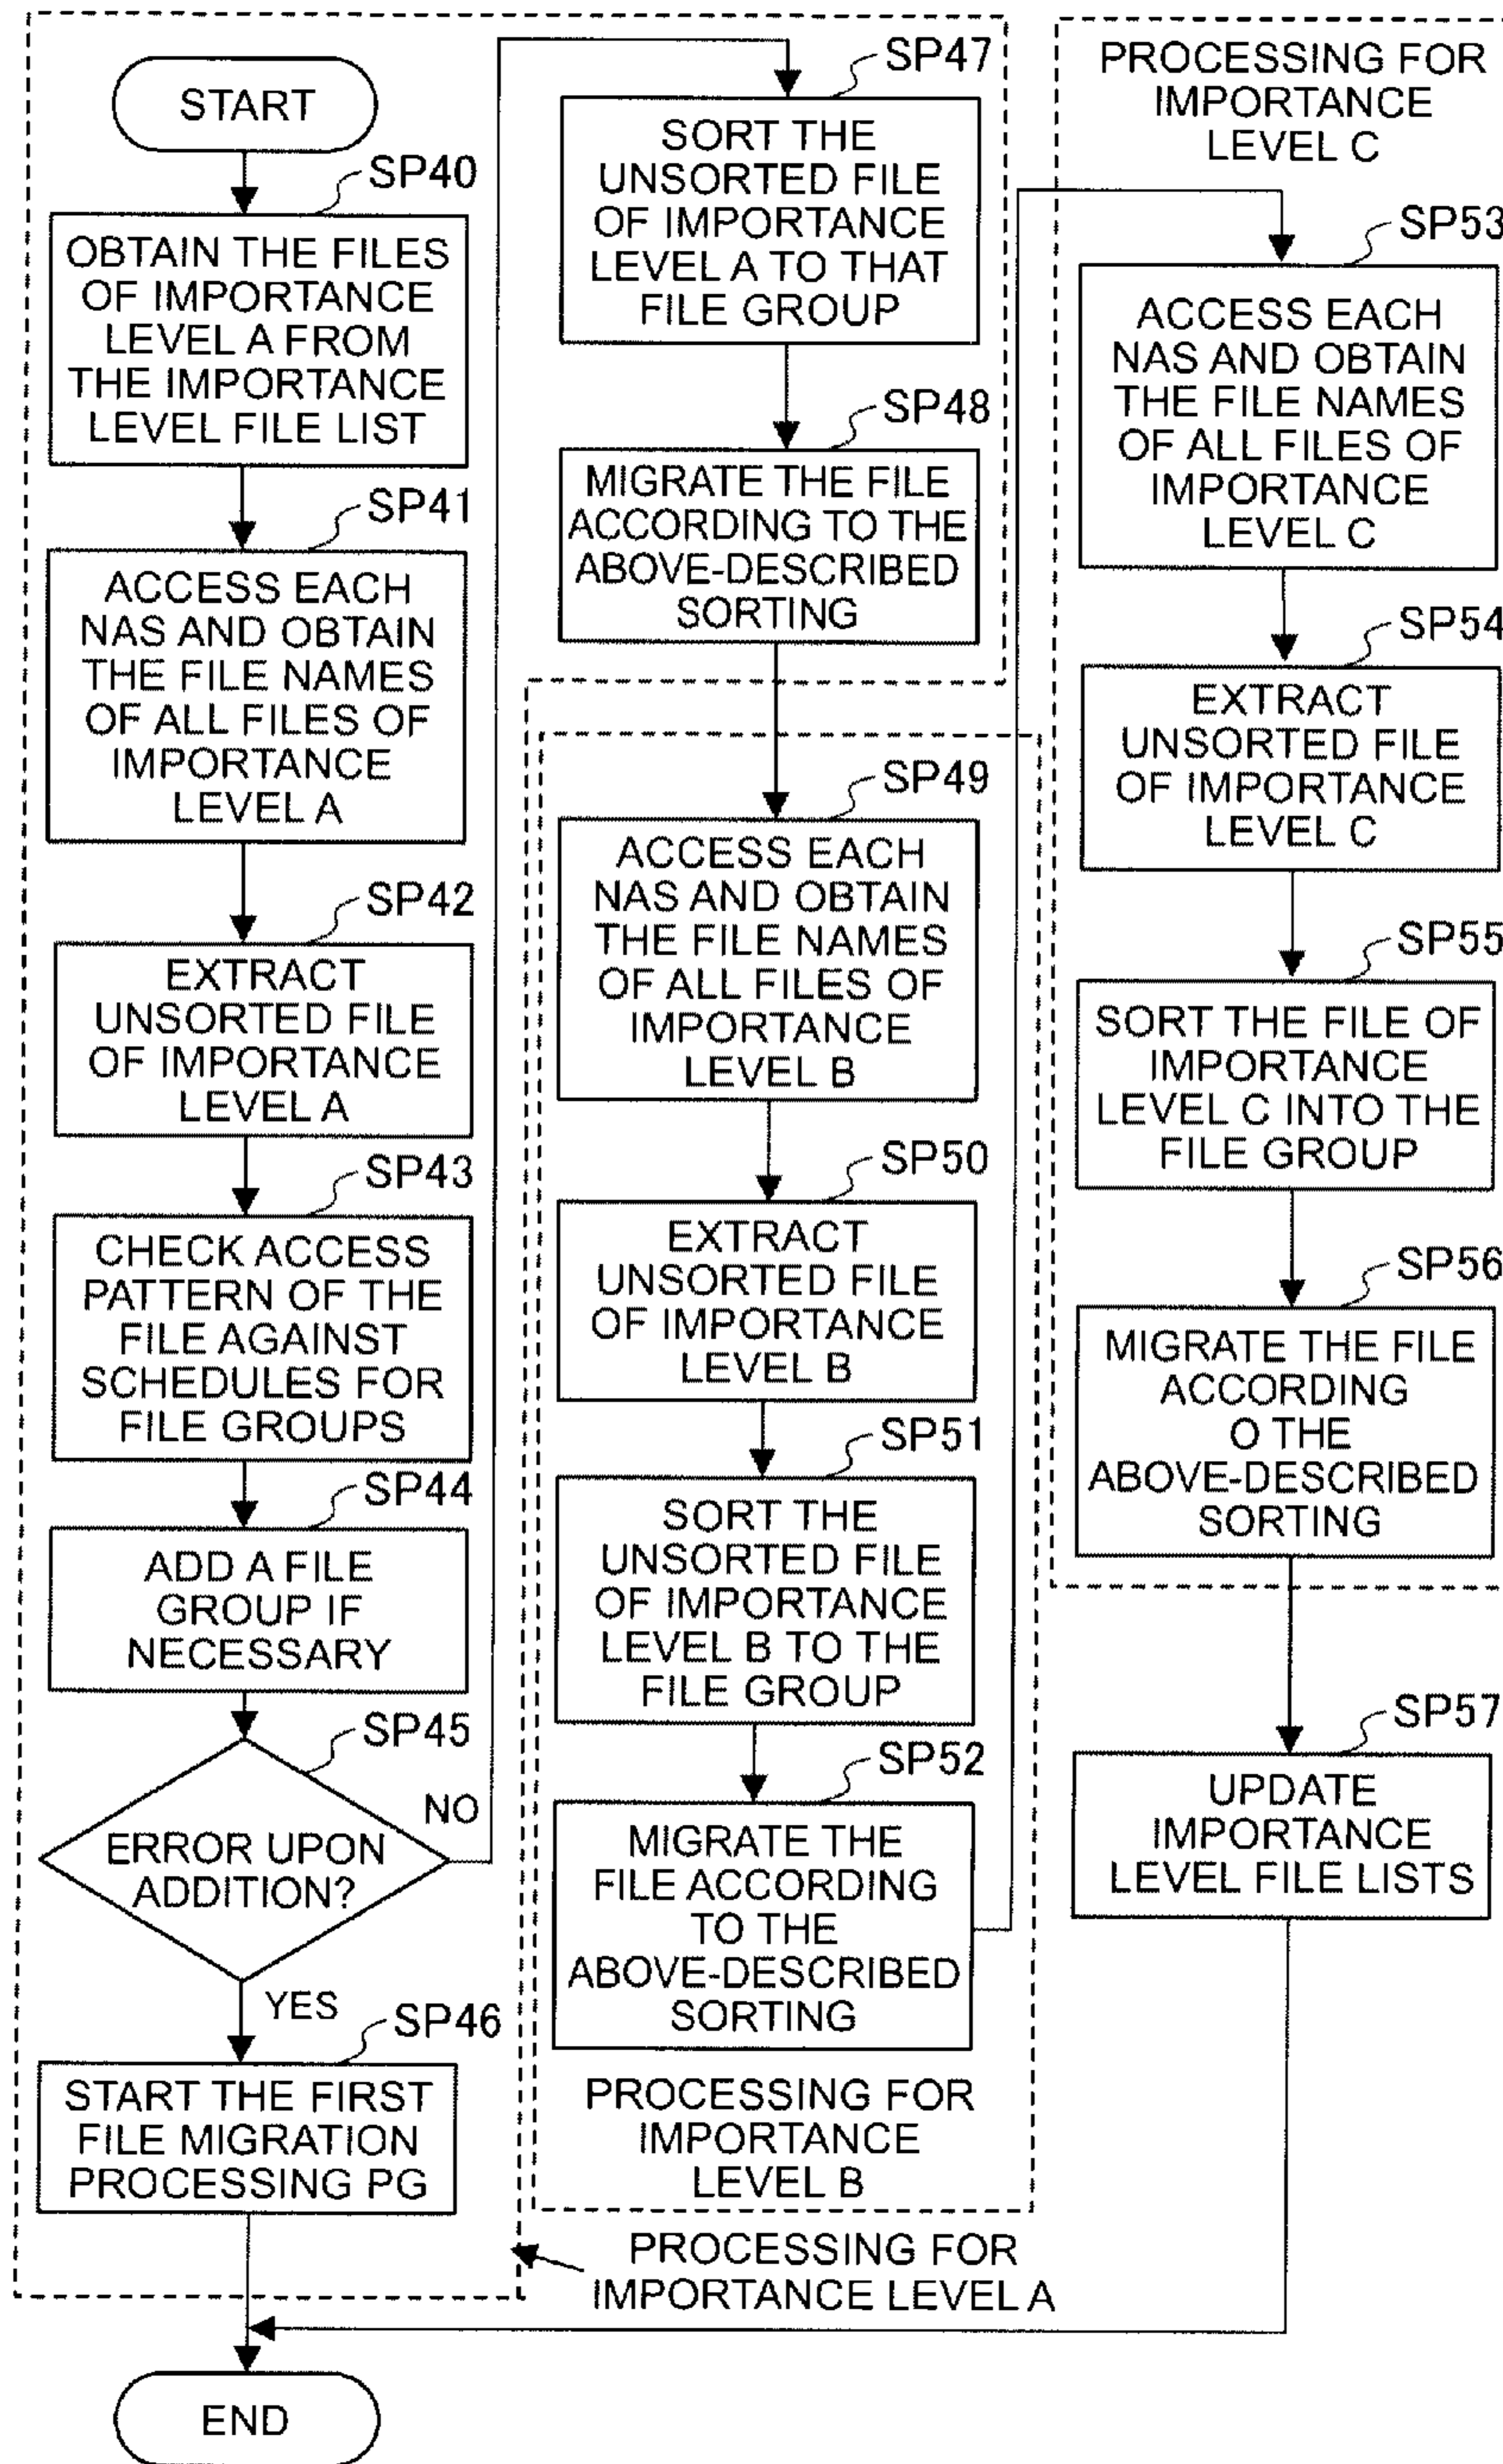 START
SP40
OBTAIN THE FILES
OF IMPORTANCE
LEVEL A FROM
THE IMPORTANCE
LEVEL FILE LIST
SP41
ACCESS EACH
NAS AND OBTAIN
THE FILE NAMES
OF ALL FILES OF
IMPORTANCE
LEVEL A
SP42
EXTRACT
UNSORTED FILE
OF IMPORTANCE
LEVEL A
SP43
CHECK ACCESS
PATTERN OF THE
FILE AGAINST
SCHEDULES FOR
FILE GROUPS
SP44
ADD A FILE
GROUP IF
NECESSARY
SP45
NO
ERROR UPON
ADDITION?
YES
SP46
START THE FIRST
FILE MIGRATION
PROCESSING PG
END
SP47
SORT THE
UNSORTED FILE
OF IMPORTANCE
LEVEL A TO THAT
FILE GROUP
SP48
MIGRATE THE FILE
ACCORDING TO THE
ABOVE-DESCRIBED
SORTING
SP49
ACCESS EACH
NAS AND OBTAIN
THE FILE NAMES
OF ALL FILES OF
IMPORTANCE
LEVEL B
SP50
EXTRACT
UNSORTED FILE
OF IMPORTANCE
LEVEL B
SP51
SORT THE
UNSORTED FILE
OF IMPORTANCE
LEVEL B TO THE
FILE GROUP
SP52
MIGRATE THE
FILE ACCORDING
TO THE
ABOVE-DESCRIBED
SORTING
PROCESSING FOR
IMPORTANCE
LEVEL B
PROCESSING FOR
IMPORTANCE LEVEL A
PROCESSING FOR
IMPORTANCE
LEVEL C
SP53
ACCESS EACH
NAS AND OBTAIN
THE FILE NAMES
OF ALL FILES OF
IMPORTANCE
LEVEL C
SP54
EXTRACT
UNSORTED FILE
OF IMPORTANCE
LEVEL C
SP55
SORT THE FILE OF
IMPORTANCE
LEVEL C INTO THE
FILE GROUP
SP56
MIGRATE THE FILE
ACCORDING
O THE
ABOVE-DESCRIBED
SORTING
SP57
UPDATE
IMPORTANCE
LEVEL FILE LISTS